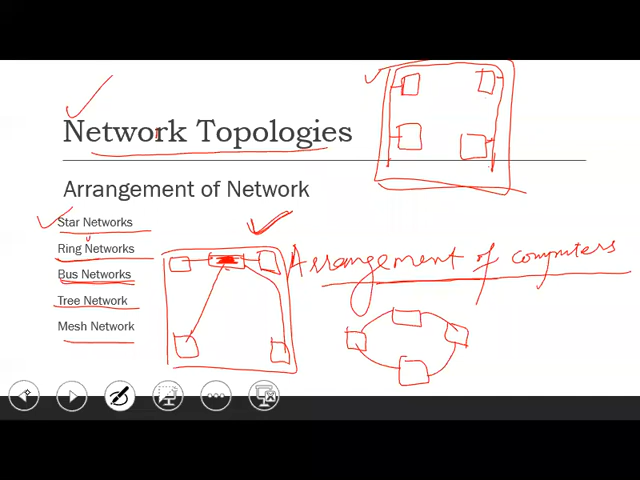 Network Topologies
Arrangement of Network
Star Networks
Ring Networks
Bus Networks
Tree Network
Mesh Network
Arrangement of computers